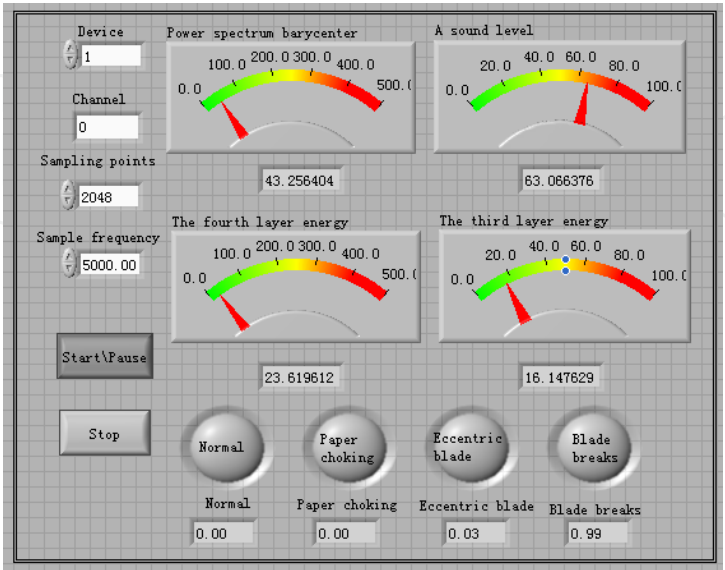 Device
1
Channel
0
Sampling points
2048
Sample frequency
5000.00
Start\Pause
Stop
Power spectrum barycenter
0.0 100.0 200.0 300.0 400.0 500.(
43.256404
A sound level
0.0 20.0 40.0 60.0 80.0 100.(
63.066376
The fourth layer energy
0.0 100.0 200.0 300.0 400.0 500.(
23.619612
The third layer energy
0.0 20.0 40.0 60.0 80.0 100.(
16.147629
Normal
Paper
choking
Eccentric
blade
Blade
breaks
Normal Paper choking Eccentric blade Blade breaks
0.00 0.00 0.03 0.99